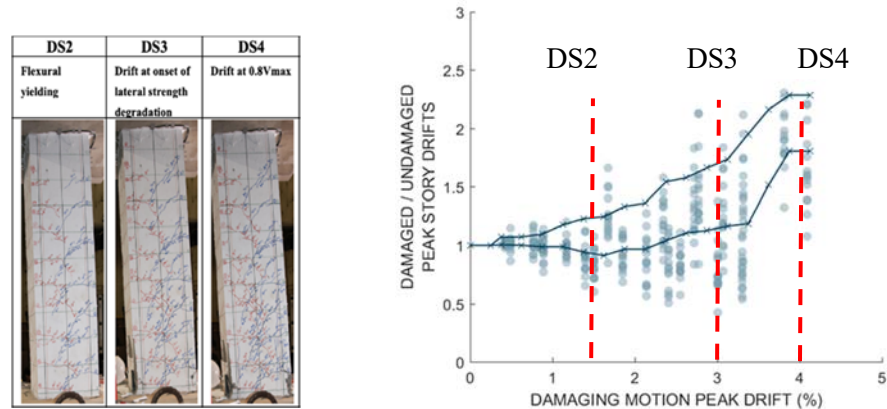 DS2
DS3
DS4
Flexural
yielding
Drift at onset of
lateral strength
degradation
Drift at 0.8Vmax
DAMAGED / UNDAMAGED
PEAK STORY DRIFTS
3
2.5
2
1.5
1
0.5
0
DS2
DS3
DS4
0
1
2
3
4
5
DAMAGING MOTION PEAK DRIFT (%)